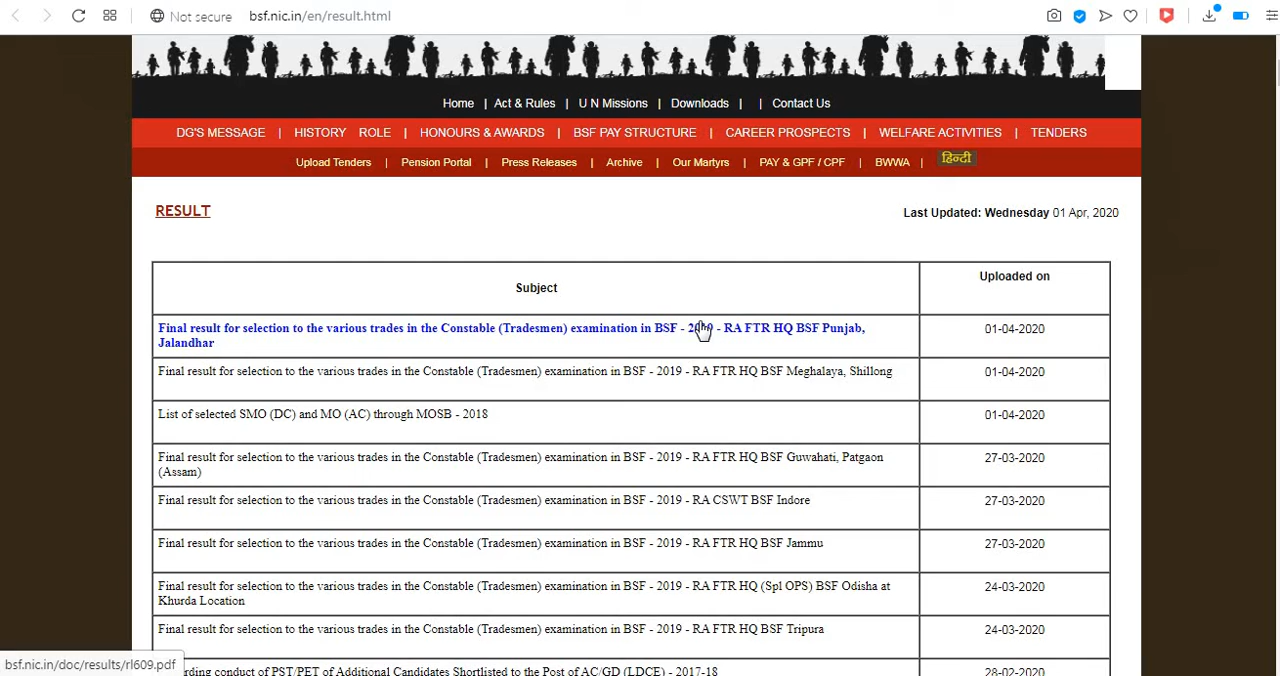 Not secure bsf.nic.in/en/result.html
Home | Act & Rules | U N Missions | Downloads | | Contact Us
DG'S MESSAGE | HISTORY ROLE | HONOURS & AWARDS | BSF PAY STRUCTURE | CAREER PROSPECTS | WELFARE ACTIVITIES | TENDERS
Upload Tenders | Pension Portal | Press Releases | Archive | Our Martyrs | PAY & GPF / CPF | BWWA | हिन्दी
RESULT
Last Updated: Wednesday 01 Apr, 2020
Subject
Uploaded on
Final result for selection to the various trades in the Constable (Tradesmen) examination in BSF - - RA FTR HQ BSF Punjab,
Jalandhar
01-04-2020
Final result for selection to the various trades in the Constable (Tradesmen) examination in BSF - 2019 - RA FTR HQ BSF Meghalaya, Shillong
01-04-2020
List of selected SMO (DC) and MO (AC) through MOSB - 2018
01-04-2020
Final result for selection to the various trades in the Constable (Tradesmen) examination in BSF - 2019 - RA FTR HQ BSF Guwahati, Patgaon
(Assam)
27-03-2020
Final result for selection to the various trades in the Constable (Tradesmen) examination in BSF - 2019 - RA CSWT BSF Indore
27-03-2020
Final result for selection to the various trades in the Constable (Tradesmen) examination in BSF - 2019 - RA FTR HQ BSF Jammu
27-03-2020
Final result for selection to the various trades in the Constable (Tradesmen) examination in BSF - 2019 - RA FTR HQ (Spl OPS) BSF Odisha at
Khurda Location
24-03-2020
Final result for selection to the various trades in the Constable (Tradesmen) examination in BSF - 2019 - RA FTR HQ BSF Tripura
24-03-2020
conduct of PST/PET of Additional Candidates Shortlisted to the Post of AC/GD (LDCE) - 2017-18
28-02-2020
bsf.nic.in/doc/results/rl609.pdf